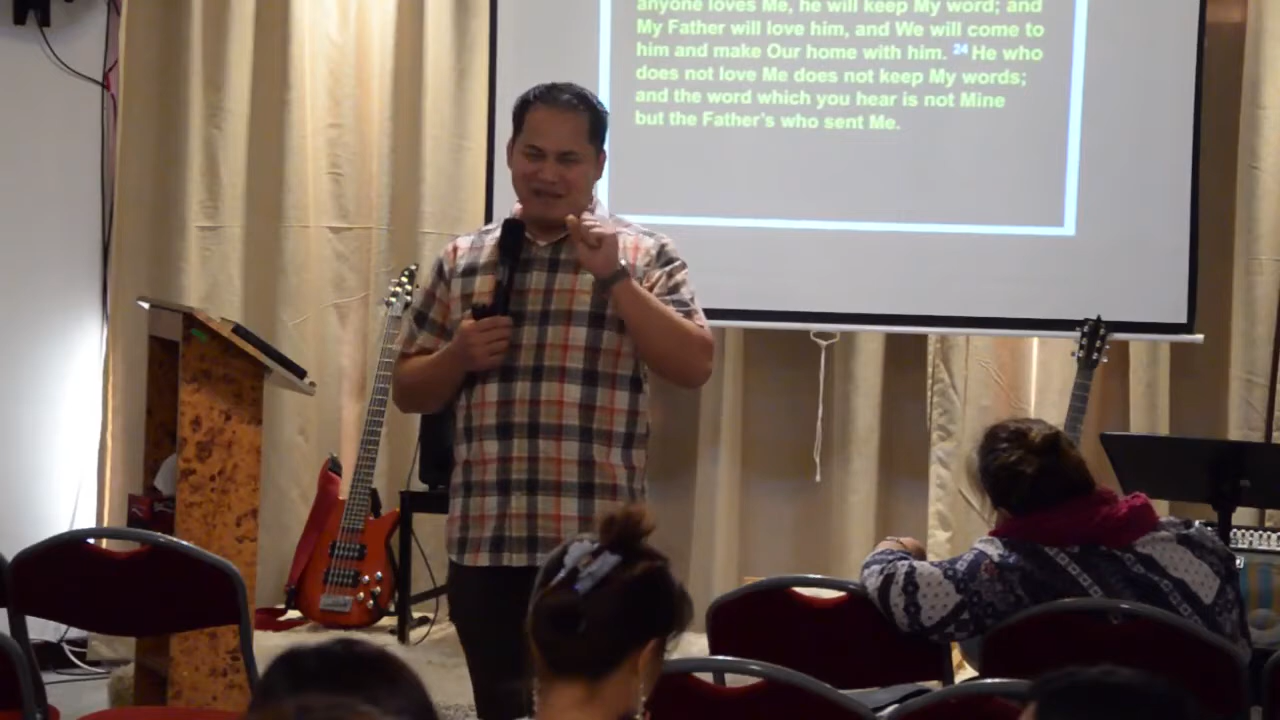 anyone loves Me, he will keep My word; and
My Father will love him, and We will come to
him and make Our home with him. 24 He who
does not love Me does not keep My words;
and the word which you hear is not Mine
but the Father's who sent Me.